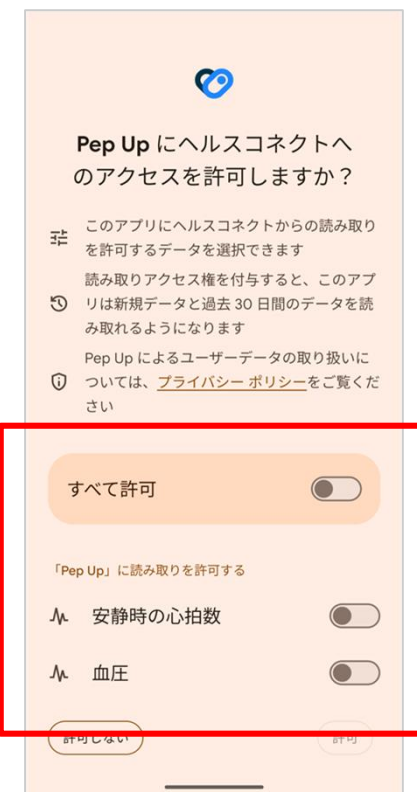 Pep Up にヘルスコネクトへ
のアクセスを許可しますか？
このアプリにヘルスコネクトからの読み取り
を許可するデータを選択できます
読み取りアクセス権を付与すると、このアプ
リは新規データと過去 30 日間のデータを読
み取れるようになります
Pep Up によるユーザーデータの取り扱いに
ついては、プライバシー ポリシーをご覧くだ
さい
すべて許可
「Pep Up」に読み取りを許可する
安静時の心拍数
血圧
許可しない
許可